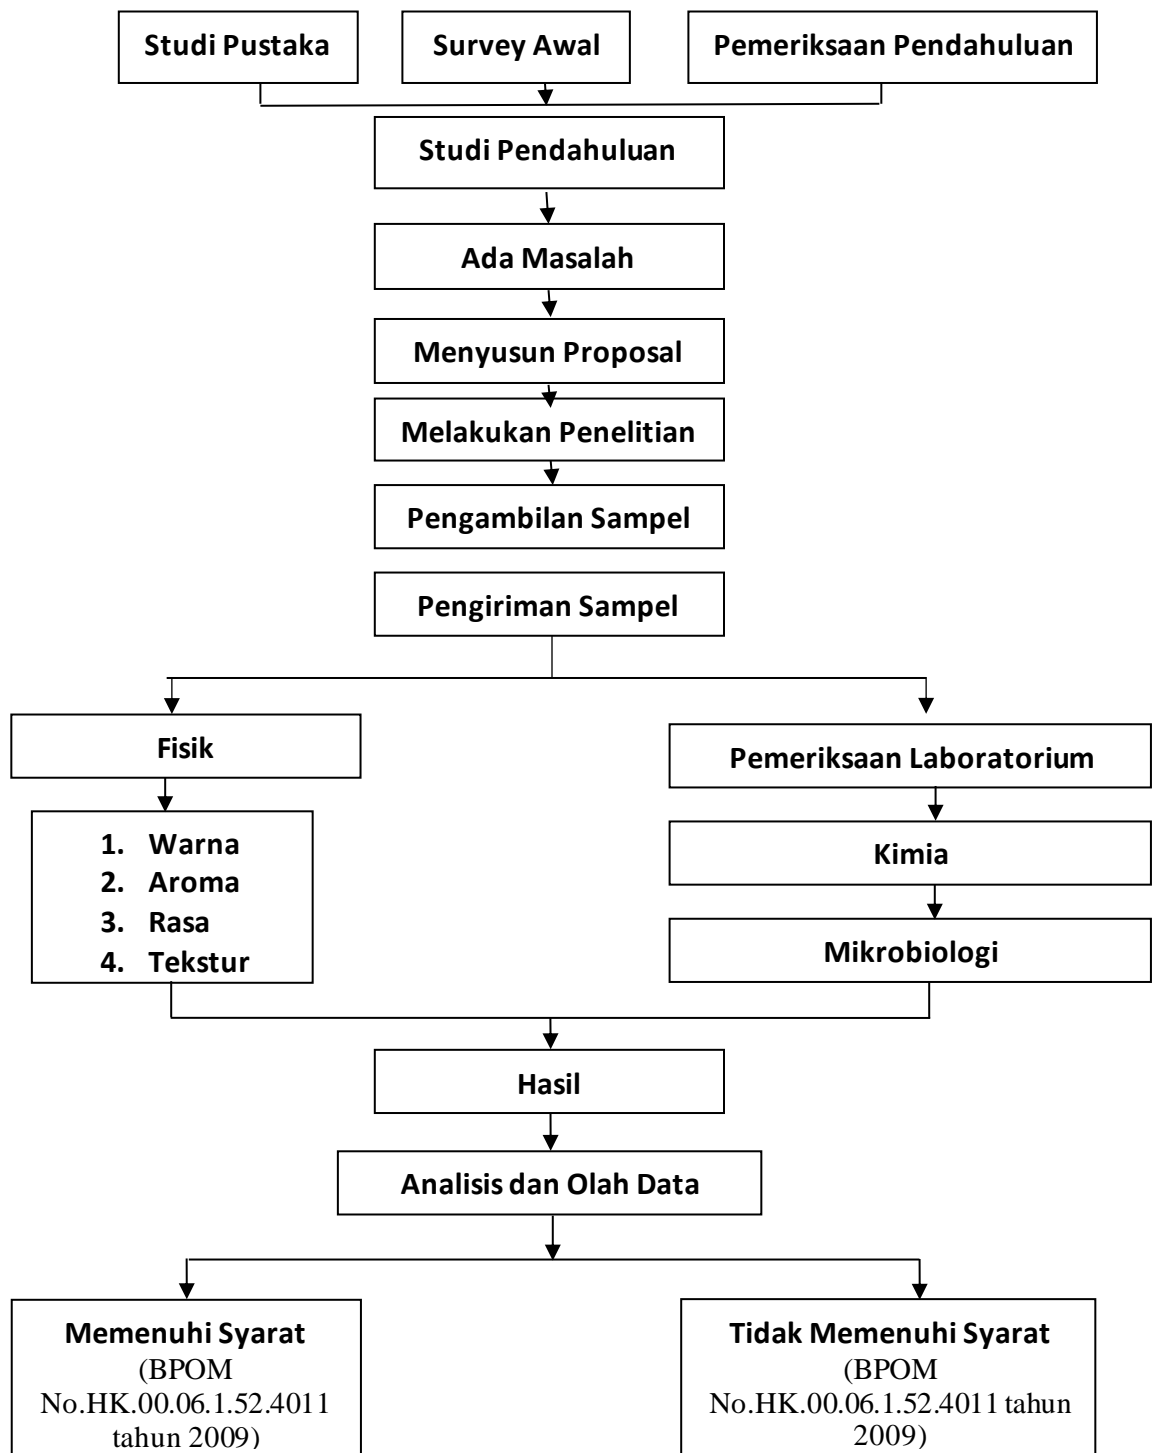 Studi Pustaka
Survey Awal
Pemeriksaan Pendahuluan
Studi Pendahuluan
Ada Masalah
Menyusun Proposal
Melakukan Penelitian
Pengambilan Sampel
Pengiriman Sampel
Fisik
1. Warna
2. Aroma
3. Rasa
4. Tekstur
Pemeriksaan Laboratorium
Kimia
Mikrobiologi
Hasil
Analisis dan Olah Data
Memenuhi Syarat
(BPOM
No.HK.00.06.1.52.4011
tahun 2009)
Tidak Memenuhi Syarat
(BPOM
No.HK.00.06.1.52.4011 tahun
2009)